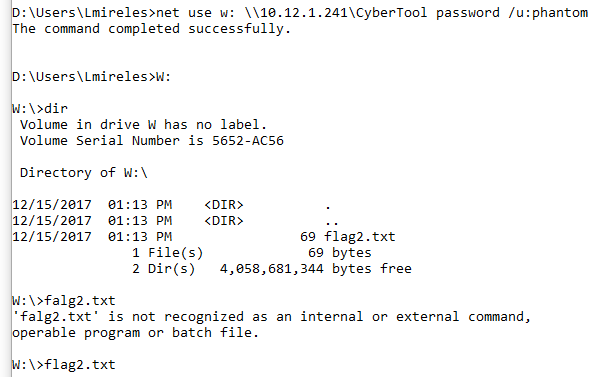 D:\Users\Lmireles>net use w: \\10.12.1.241\CyberTool password /u:phantom
The command completed successfully.
D:\Users\Lmireles>W:
W:\>dir
 Volume in drive W has no label.
 Volume Serial Number is 5652-AC56
 Directory of W:\
12/15/2017  01:13 PM    <DIR>          .
12/15/2017  01:13 PM    <DIR>          ..
12/15/2017  01:13 PM                69 flag2.txt
               1 File(s)             69 bytes
               2 Dir(s)   4,058,681,344 bytes free
W:\>falg2.txt
'falg2.txt' is not recognized as an internal or external command,
operable program or batch file.
W:\>flag2.txt